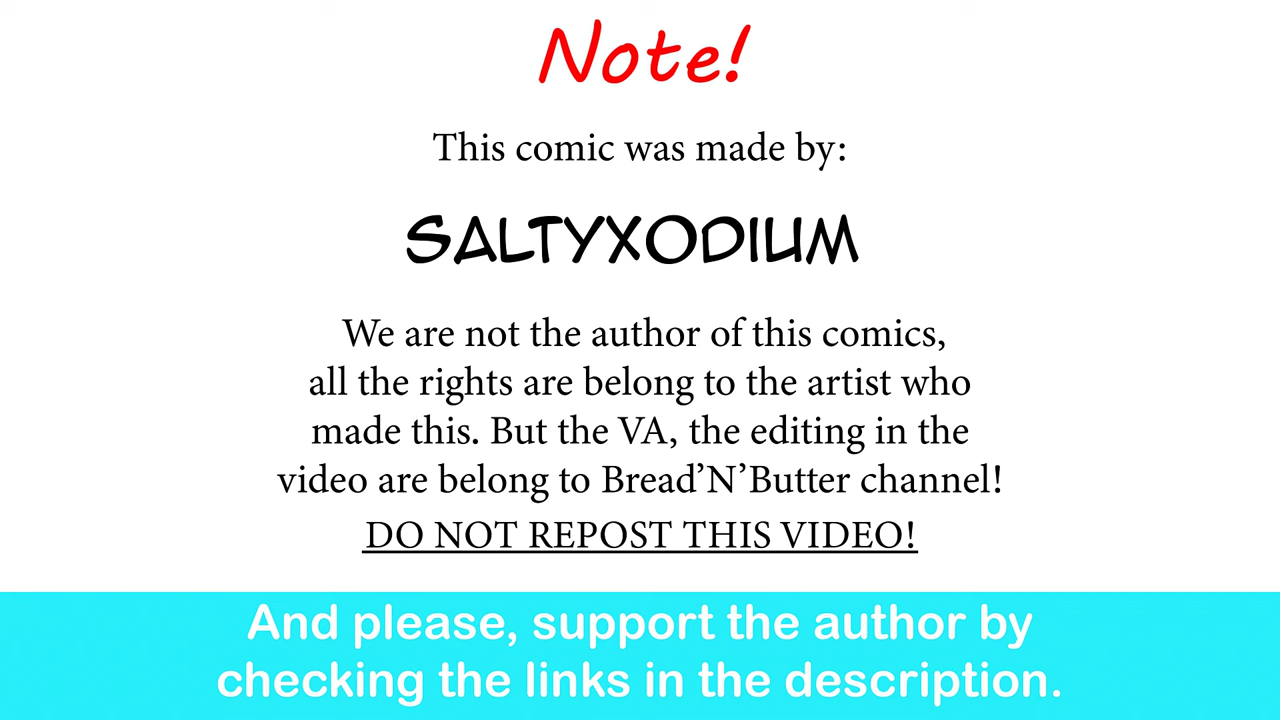 Note!
This comic was made by:
SALTYXODIUM
We are not the author of this comics,
all the rights are belong to the artist who
made this. But the VA, the editing in the
video are belong to Bread’N’Butter channel!
DO NOT REPOST THIS VIDEO!
And please, support the author by
checking the links in the description.